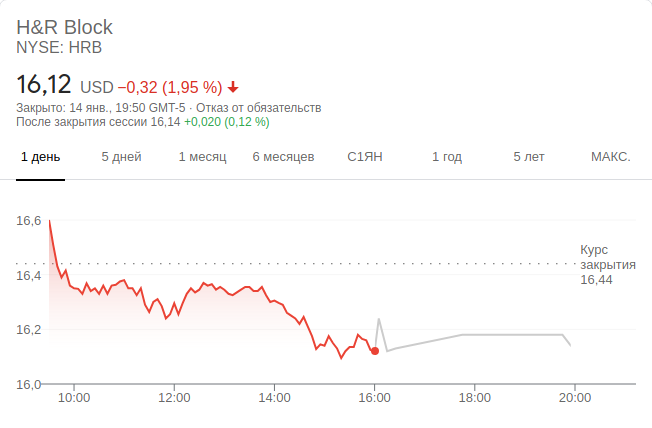 H&R Block
NYSE: HRB
16,12 USD −0,32 (1,95 %)
Закрыто: 14 янв., 19:50 GMT-5 · Отказ от обязательств
После закрытия сессии 16,14 +0,020 (0,12 %)
1 день 5 дней 1 месяц 6 месяцев С1ЯН 1 год 5 лет МАКС.
16,6
Курс
закрытия
16,44
16,4
16,2
16,0
10:00 12:00 14:00 16:00 18:00 20:00